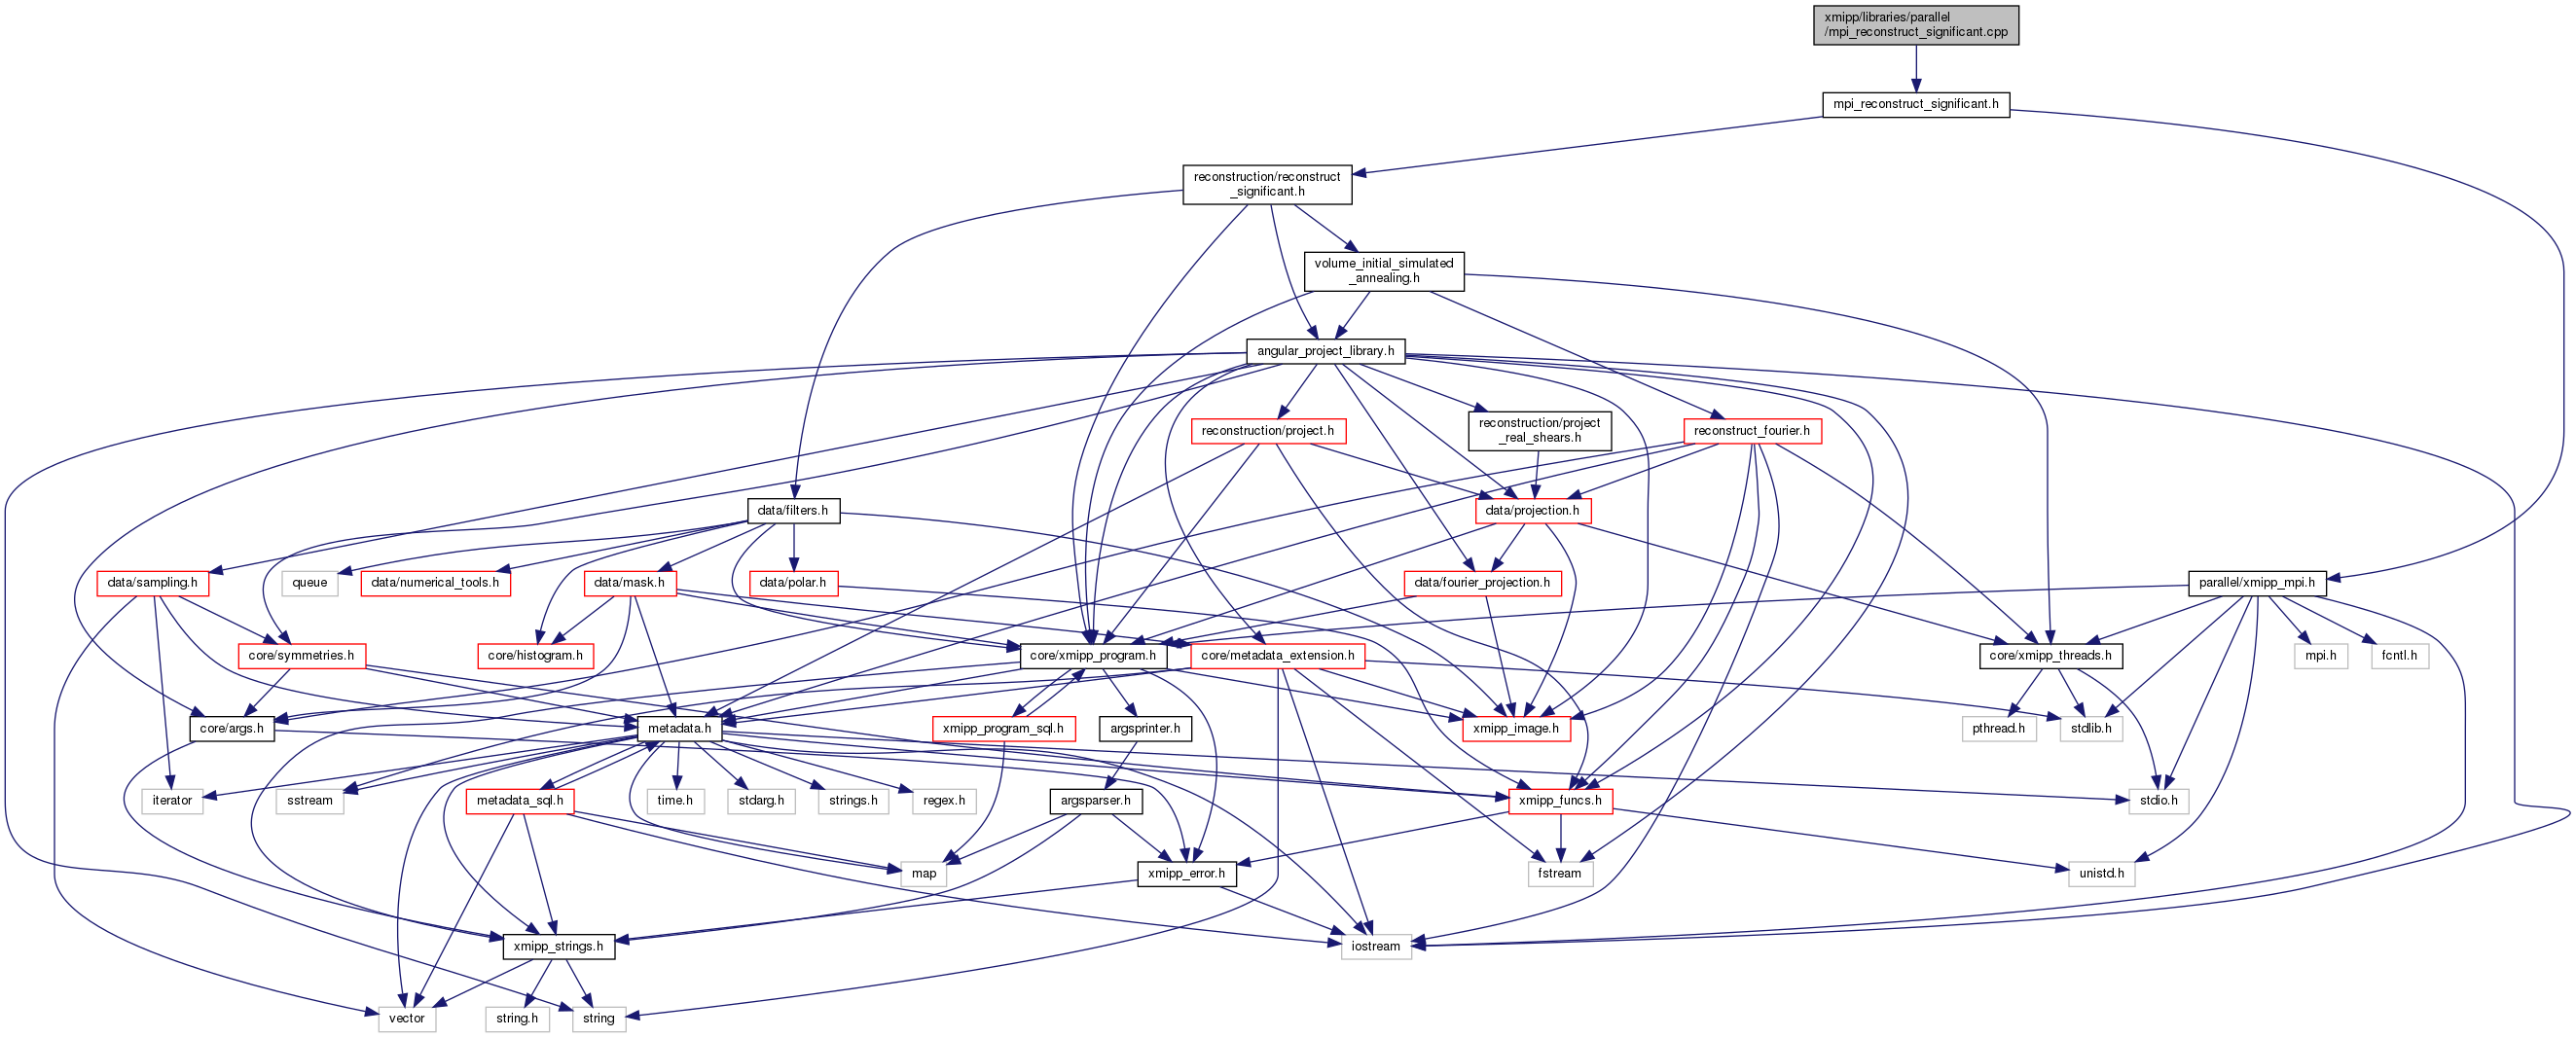 xmipp/libraries/parallel
/mpi_reconstruct_significant.cpp
mpi_reconstruct_significant.h
reconstruction/reconstruct
_significant.h
volume_initial_simulated
_annealing.h
angular_project_library.h
reconstruction/project.h
reconstruction/project
_real_shears.h
reconstruct_fourier.h
data/filters.h
data/projection.h
data/sampling.h
queue
data/numerical_tools.h
data/mask.h
data/polar.h
data/fourier_projection.h
parallel/xmipp_mpi.h
core/symmetries.h
core/histogram.h
core/xmipp_program.h
core/metadata_extension.h
core/xmipp_threads.h
mpi.h
fcntl.h
core/args.h
metadata.h
xmipp_program_sql.h
argsprinter.h
xmipp_image.h
pthread.h
stdlib.h
iterator
sstream
metadata_sql.h
time.h
stdarg.h
strings.h
regex.h
argsparser.h
xmipp_funcs.h
stdio.h
map
xmipp_error.h
fstream
unistd.h
xmipp_strings.h
iostream
vector
string.h
string